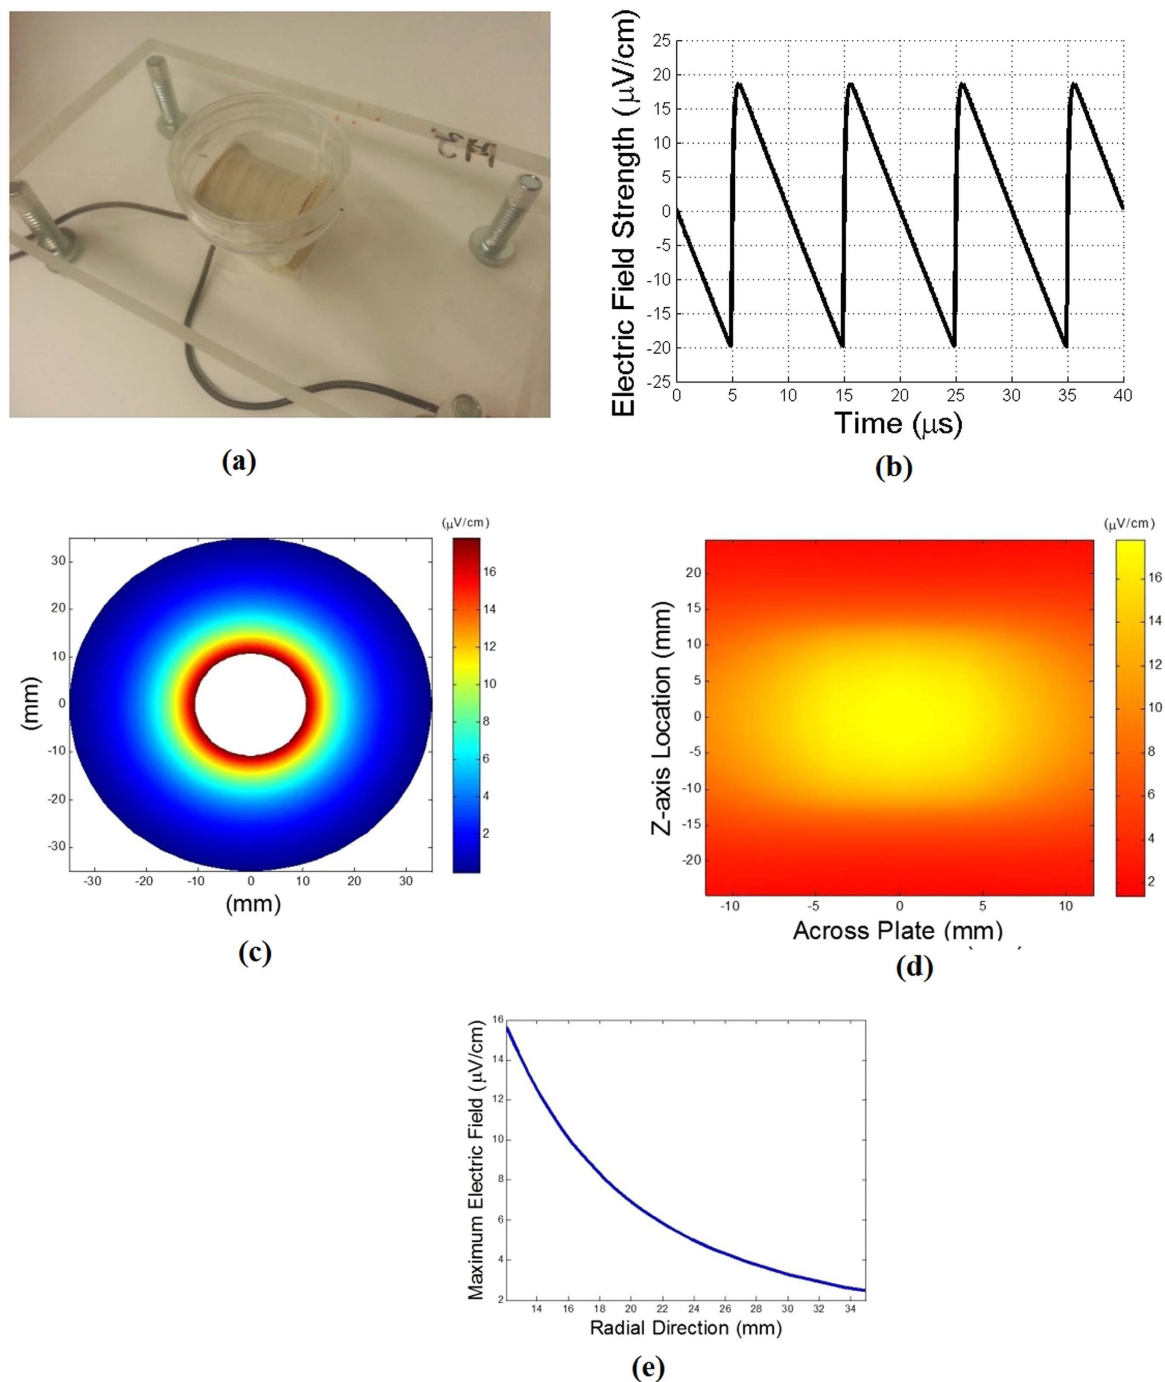 Electric Field Strength (μV/cm)
25
20
15
10
5
0
-5
-10
-15
-20
-25
0 5 10 15 20 25 30 35 40
Time (μs)
(a)
(b)
(μV/cm)
(mm)
30
20
10
0
-10
-20
-30
-30 -20 -10 0 10 20 30
(mm)
16
14
12
10
8
6
4
2
(c)
(μV/cm)
Z-axis Location (mm)
20
15
10
5
0
-5
-10
-15
-20
-10 -5 0 5 10
Across Plate (mm)
16
14
12
10
8
6
4
2
(d)
Maximum Electric Field (μV/cm)
16
14
12
10
8
6
4
2
14 16 18 20 22 24 26 28 30 32 34
Radial Direction (mm)
(e)